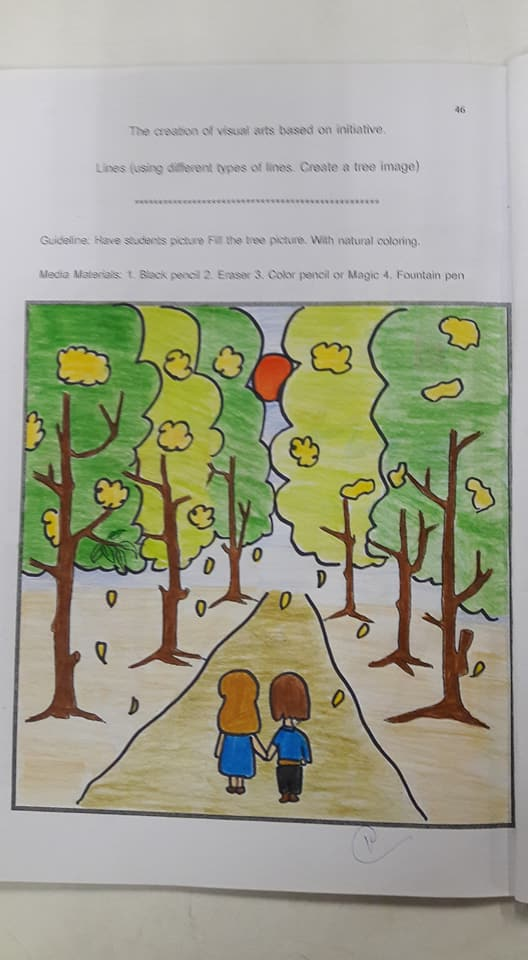 46
The creation of visual arts based on initiative.
Lines (using different types of lines. Create a tree image)
Guideline: Have students picture Fill the tree picture. With natural coloring.
Media Materials: 1. Black pencil 2. Eraser 3. Color pencil or Magic 4. Fountain pen